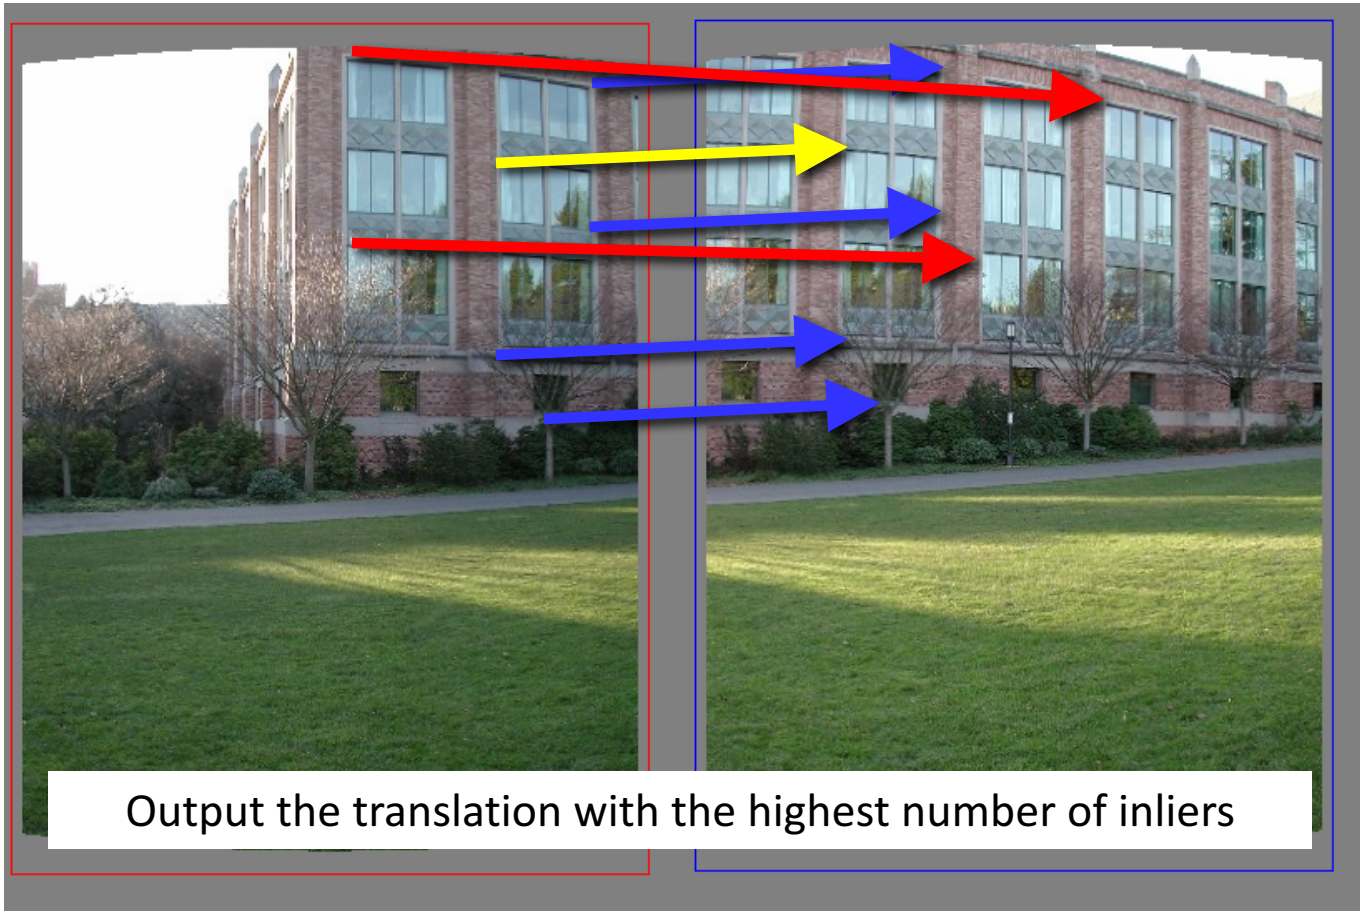 Output the translation with the highest number of inliers